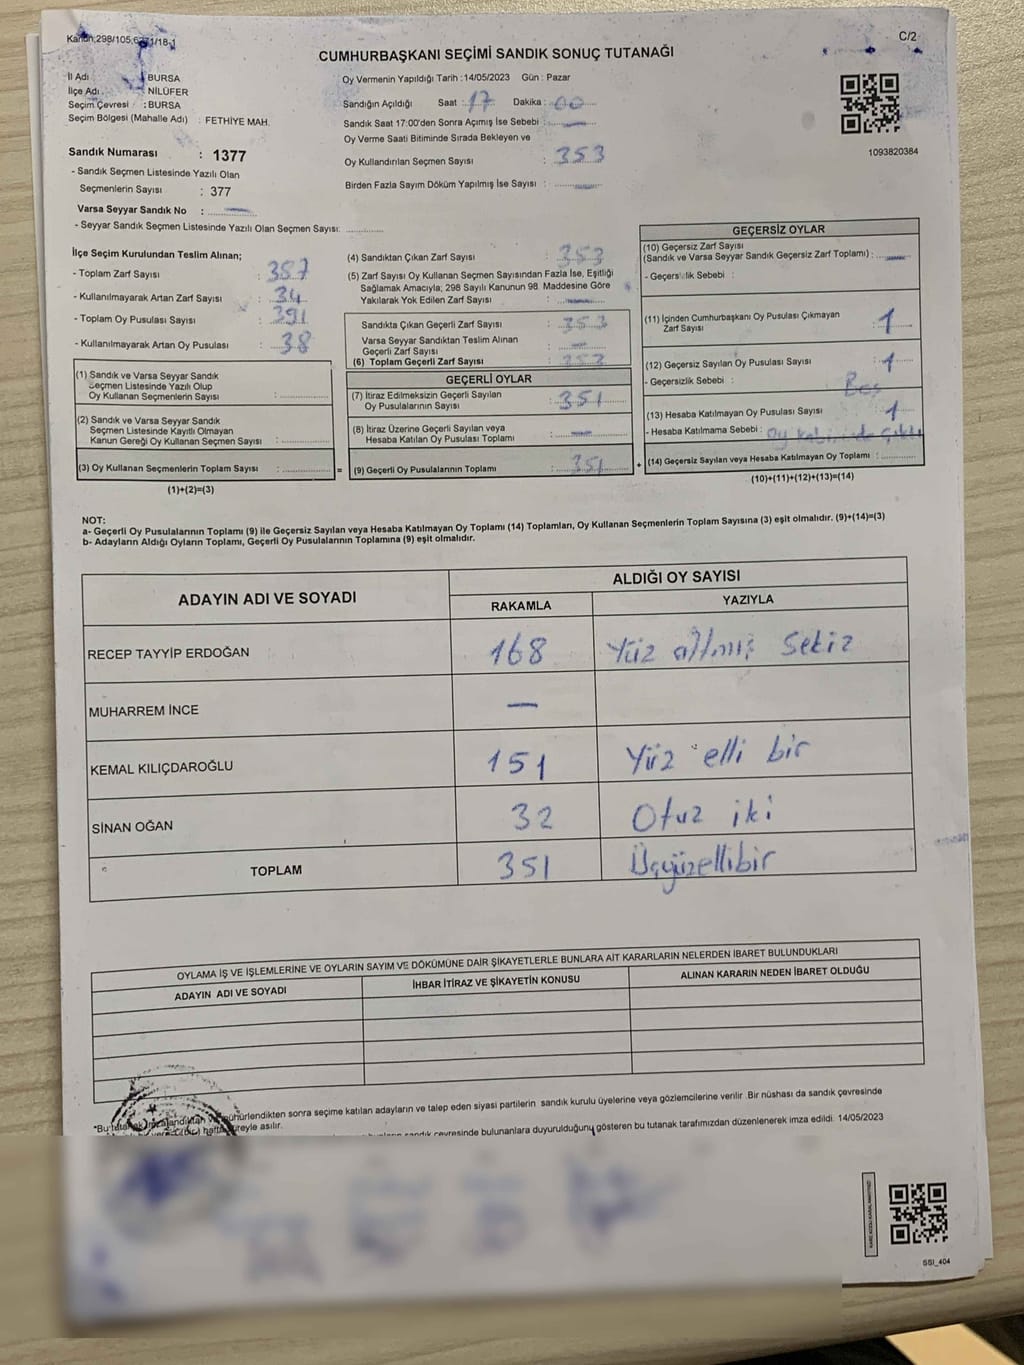 Kanun:298/105,6271/18-1
C/2
CUMHURBAŞKANI SEÇİMİ SANDIK SONUÇ TUTANAĞI
İl Adı : BURSA
İlçe Adı : NİLÜFER
Seçim Çevresi : BURSA
Seçim Bölgesi (Mahalle Adı) : FETHİYE MAH.
Oy Vermenin Yapıldığı Tarih :14/05/2023 Gün : Pazar
Sandığın Açıldığı Saat : 17 Dakika : 00
Sandık Saat 17:00'den Sonra Açımış İse Sebebi : —
Oy Verme Saati Bitiminde Sırada Bekleyen ve
Oy Kullandırılan Seçmen Sayısı : 353
Birden Fazla Sayım Döküm Yapılmış İse Sayısı : —
1093820384
Sandık Numarası : 1377
- Sandık Seçmen Listesinde Yazılı Olan
Seçmenlerin Sayısı : 377
Varsa Seyyar Sandık No : —
- Seyyar Sandık Seçmen Listesinde Yazılı Olan Seçmen Sayısı:
İlçe Seçim Kurulundan Teslim Alınan;
- Toplam Zarf Sayısı : 357
- Kullanılmayarak Artan Zarf Sayısı : 34
- Toplam Oy Pusulası Sayısı : 391
- Kullanılmayarak Artan Oy Pusulası : 38
(1) Sandık ve Varsa Seyyar Sandık
Seçmen Listesinde Yazılı Olup
Oy Kullanan Seçmenlerin Sayısı :
(2) Sandık ve Varsa Seyyar Sandık
Seçmen Listesinde Kayıtlı Olmayan
Kanun Gereği Oy Kullanan Seçmen Sayısı :
(3) Oy Kullanan Seçmenlerin Toplam Sayısı : =
(1)+(2)=(3)
(4) Sandıktan Çıkan Zarf Sayısı : 353
(5) Zarf Sayısı Oy Kullanan Seçmen Sayısından Fazla İse, Eşitliği
Sağlamak Amacıyla; 298 Sayılı Kanunun 98. Maddesine Göre
Yakılarak Yok Edilen Zarf Sayısı : —
Sandıkta Çıkan Geçerli Zarf Sayısı : 353
Varsa Seyyar Sandıktan Teslim Alınan
Geçerli Zarf Sayısı : —
(6) Toplam Geçerli Zarf Sayısı : 353
GEÇERLİ OYLAR
(7) İtiraz Edilmeksizin Geçerli Sayılan
Oy Pusulalarının Sayısı : 351
(8) İtiraz Üzerine Geçerli Sayılan veya
Hesaba Katılan Oy Pusulası Toplamı : —
(9) Geçerli Oy Pusulalarının Toplamı : 351 +
GEÇERSİZ OYLAR
(10) Geçersiz Zarf Sayısı
(Sandık ve Varsa Seyyar Sandık Geçersiz Zarf Toplamı) : —
- Geçersizlik Sebebi :
(11) İçinden Cumhurbaşkanı Oy Pusulası Çıkmayan
Zarf Sayısı : 1
(12) Geçersiz Sayılan Oy Pusulası Sayısı : 1
- Geçersizlik Sebebi : Boş
(13) Hesaba Katılmayan Oy Pusulası Sayısı : 1
- Hesaba Katılmama Sebebi : oy kabininde çıktı
(14) Geçersiz Sayılan veya Hesaba Katılmayan Oy Toplamı :
(10)+(11)+(12)+(13)=(14)
NOT:
a- Geçerli Oy Pusulalarının Toplamı (9) ile Geçersiz Sayılan veya Hesaba Katılmayan Oy Toplamı (14) Toplamları, Oy Kullanan Seçmenlerin Toplam Sayısına (3) eşit olmalıdır. (9)+(14)=(3)
b- Adayların Aldığı Oyların Toplamı, Geçerli Oy Pusulalarının Toplamına (9) eşit olmalıdır.
ADAYIN ADI VE SOYADI
ALDIĞI OY SAYISI
RAKAMLA YAZIYLA
RECEP TAYYİP ERDOĞAN 168 Yüz altmış sekiz
MUHARREM İNCE —
KEMAL KILIÇDAROĞLU 151 Yüz elli bir
SİNAN OĞAN 32 Otuz iki
TOPLAM 351 Üçyüzellibir
OYLAMA İŞ VE İŞLEMLERİNE VE OYLARIN SAYIM VE DÖKÜMÜNE DAİR ŞİKAYETLERLE BUNLARA AİT KARARLARIN NELERDEN İBARET BULUNDUKLARI
ADAYIN ADI VE SOYADI İHBAR İTİRAZ VE ŞİKAYETİN KONUSU ALINAN KARARIN NEDEN İBARET OLDUĞU
*Bu tutanak imzalandıktan ve mühürlendikten sonra seçime katılan adayların ve talep eden siyasi partilerin sandık kurulu üyelerine veya gözlemcilerine verilir .Bir nüshası da sandık çevresinde
hafta süreyle asılır.
sandık çevresinde bulunanlara duyurulduğunu gösteren bu tutanak tarafımızdan düzenlenerek imza edildi. 14/05/2023
SSI_404